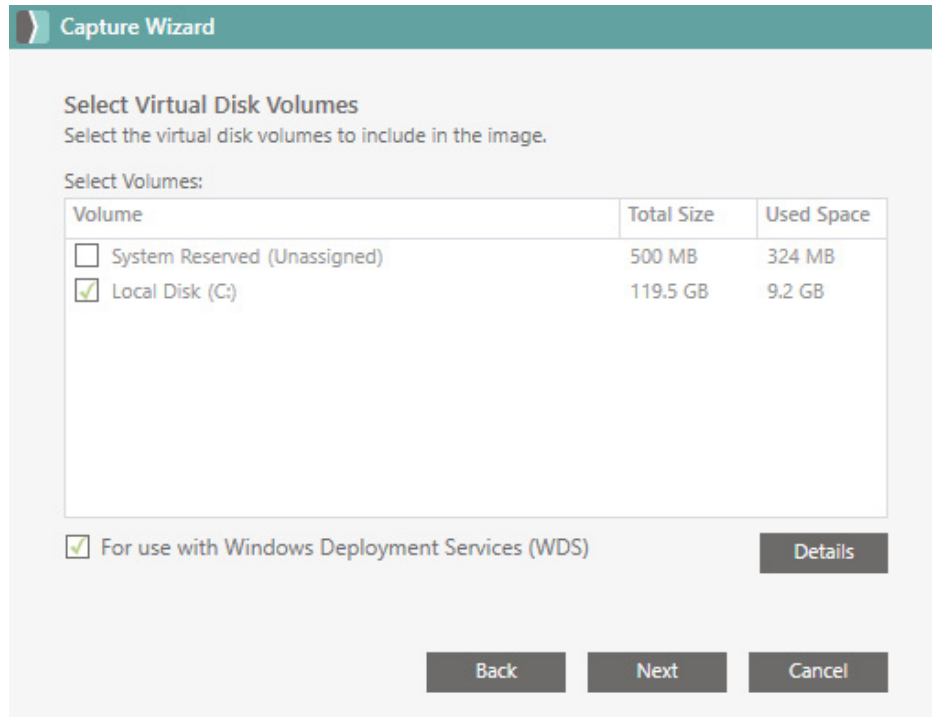 Capture Wizard
Select Virtual Disk Volumes
Select the virtual disk volumes to include in the image.
Select Volumes:
Volume Total Size Used Space
System Reserved (Unassigned) 500 MB 324 MB
Local Disk (C:) 119.5 GB 9.2 GB
For use with Windows Deployment Services (WDS) Details
Back Next Cancel